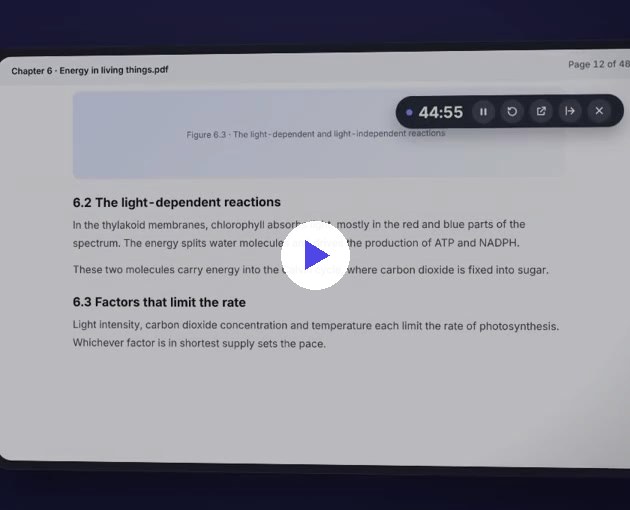 Chapter 6 - Energy in living things.pdf
Page 12 of 48
44:55
Figure 6.3 - The light-dependent and light-independent reactions
6.2 The light-dependent reactions
In the thylakoid membranes, chlorophyll mostly in the red and blue parts of the
spectrum. The energy splits water the production of ATP and NADPH.
These two molecules carry energy into the where carbon dioxide is fixed into sugar.
6.3 Factors that limit the rate
Light intensity, carbon dioxide concentration and temperature each limit the rate of photosynthesis.
Whichever factor is in shortest supply sets the pace.